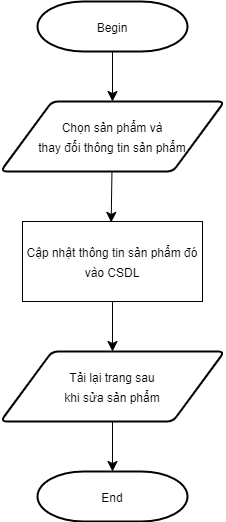 Begin
Chọn sản phẩm và
thay đổi thông tin sản phẩm
Cập nhật thông tin sản phẩm đó
vào CSDL
Tải lại trang sau
khi sửa sản phẩm
End